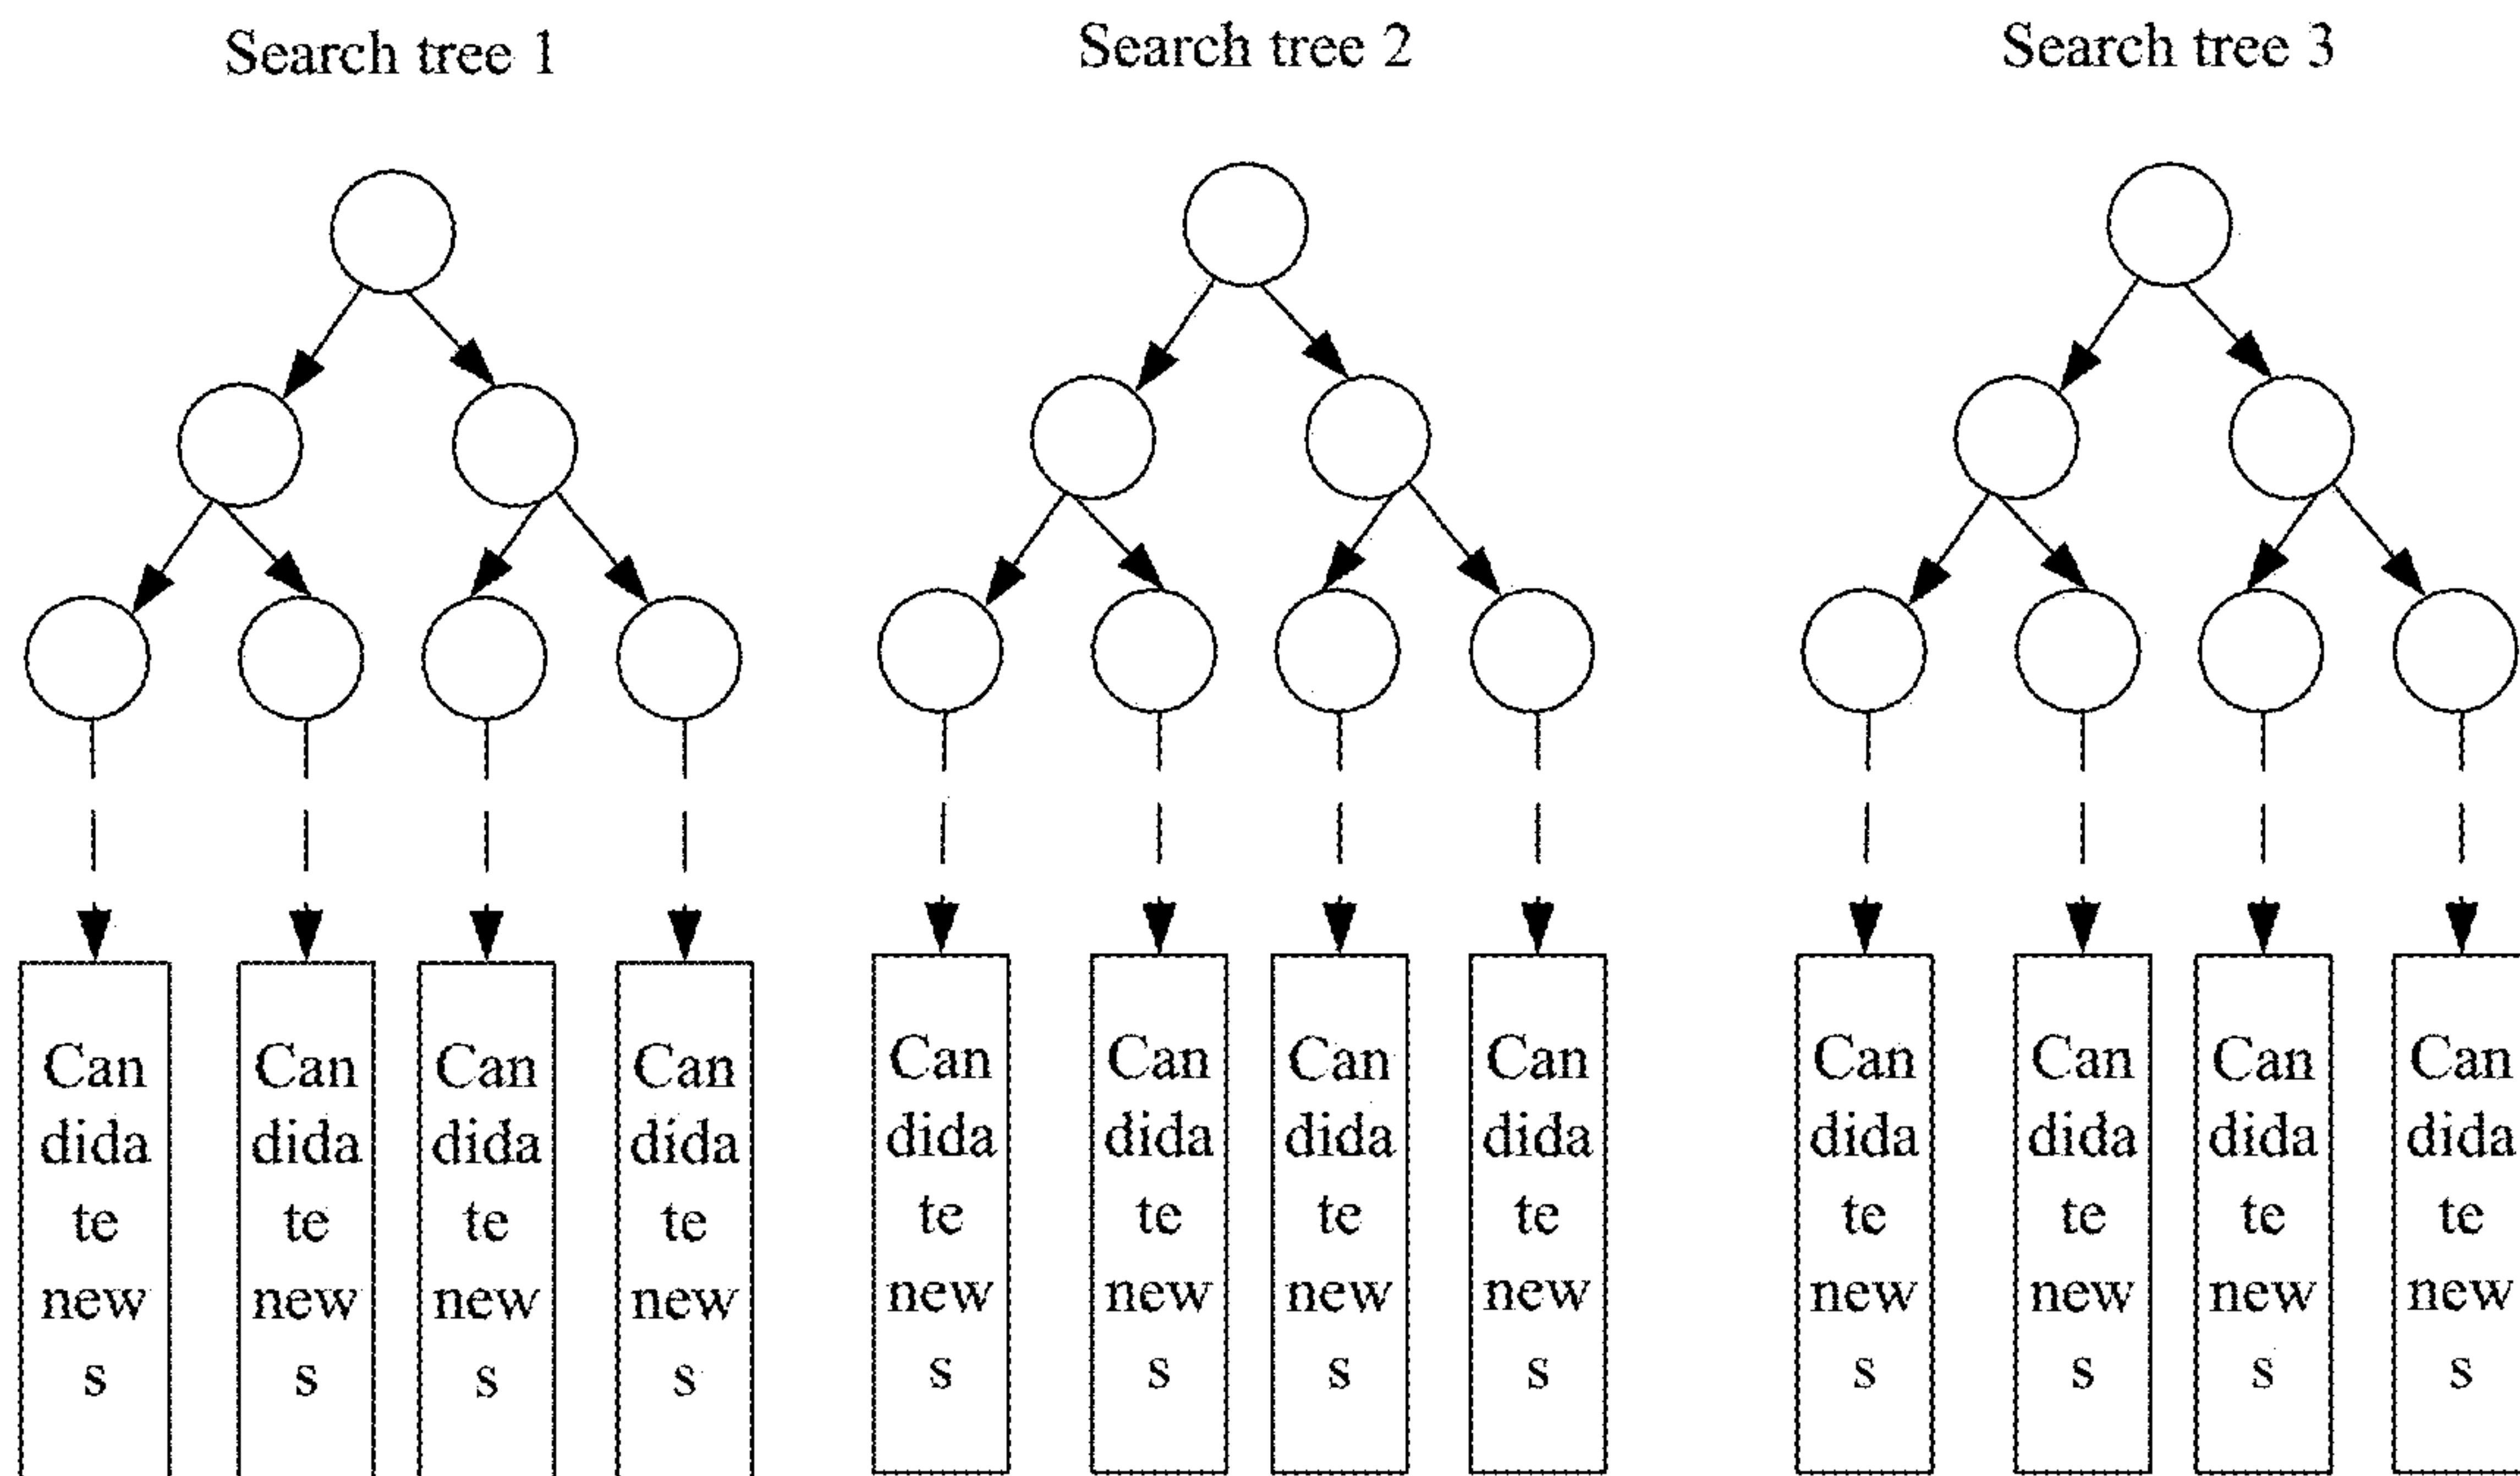 Search tree 1
Search tree 2
Search tree 3
Can
dida
te
new
s
Can
dida
te
new
s
Can
dida
te
new
s
Can
dida
te
new
s
Can
dida
te
new
s
Can
dida
te
new
s
Can
dida
te
new
s
Can
dida
te
new
s
Can
dida
te
new
s
Can
dida
te
new
s
Can
dida
te
new
s
Can
dida
te
new
s